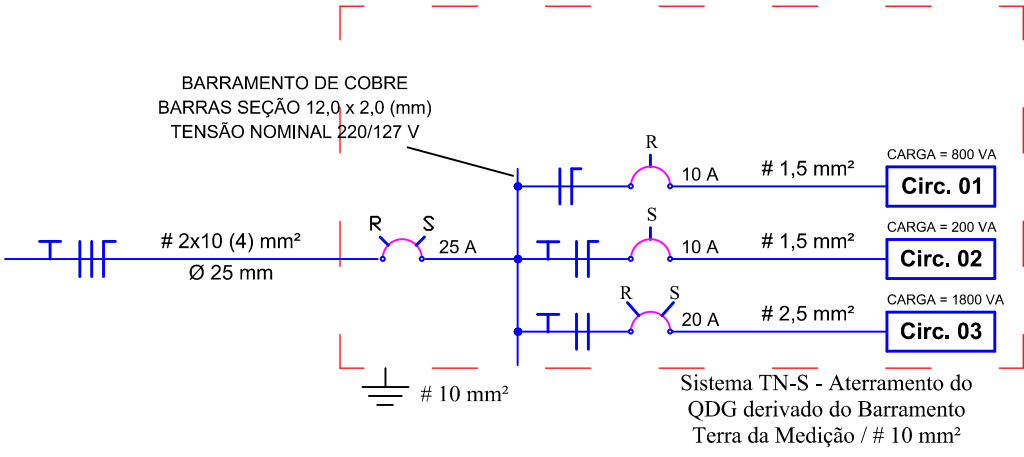 BARRAMENTO DE COBRE
BARRAS SEÇÃO 12,0 x 2,0 (mm)
TENSÃO NOMINAL 220/127 V
R
10 A
# 1,5 mm²
CARGA = 800 VA
Circ. 01
# 2x10 (4) mm²
Ø 25 mm
R
S
25 A
S
10 A
# 1,5 mm²
CARGA = 200 VA
Circ. 02
R
S
20 A
# 2,5 mm²
CARGA = 1800 VA
Circ. 03
# 10 mm²
Sistema TN-S - Aterramento do
QDG derivado do Barramento
Terra da Medição / # 10 mm²